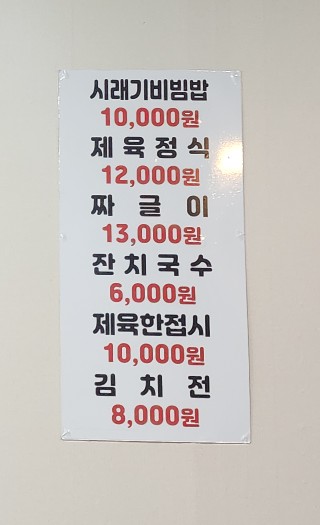 시래기비빔밥
10,000원
제육정식
12,000원
짜글이
13,000원
잔치국수
6,000원
제육한접시
10,000원
김치전
8,000원